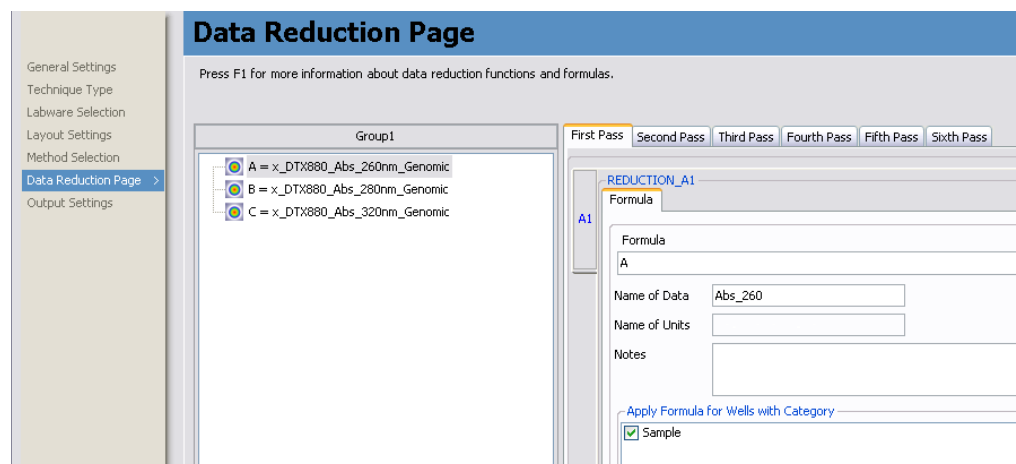 Data Reduction Page
General Settings
Technique Type
Labware Selection
Layout Settings
Method Selection
Data Reduction Page >
Output Settings
Press F1 for more information about data reduction functions and formulas.
Group1
A = x_DTX880_Abs_260nm_Genomic
B = x_DTX880_Abs_280nm_Genomic
C = x_DTX880_Abs_320nm_Genomic
First Pass Second Pass Third Pass Fourth Pass Fifth Pass Sixth Pass
A1
REDUCTION_A1
Formula
Formula
A
Name of Data Abs_260
Name of Units
Notes
Apply Formula for Wells with Category
Sample